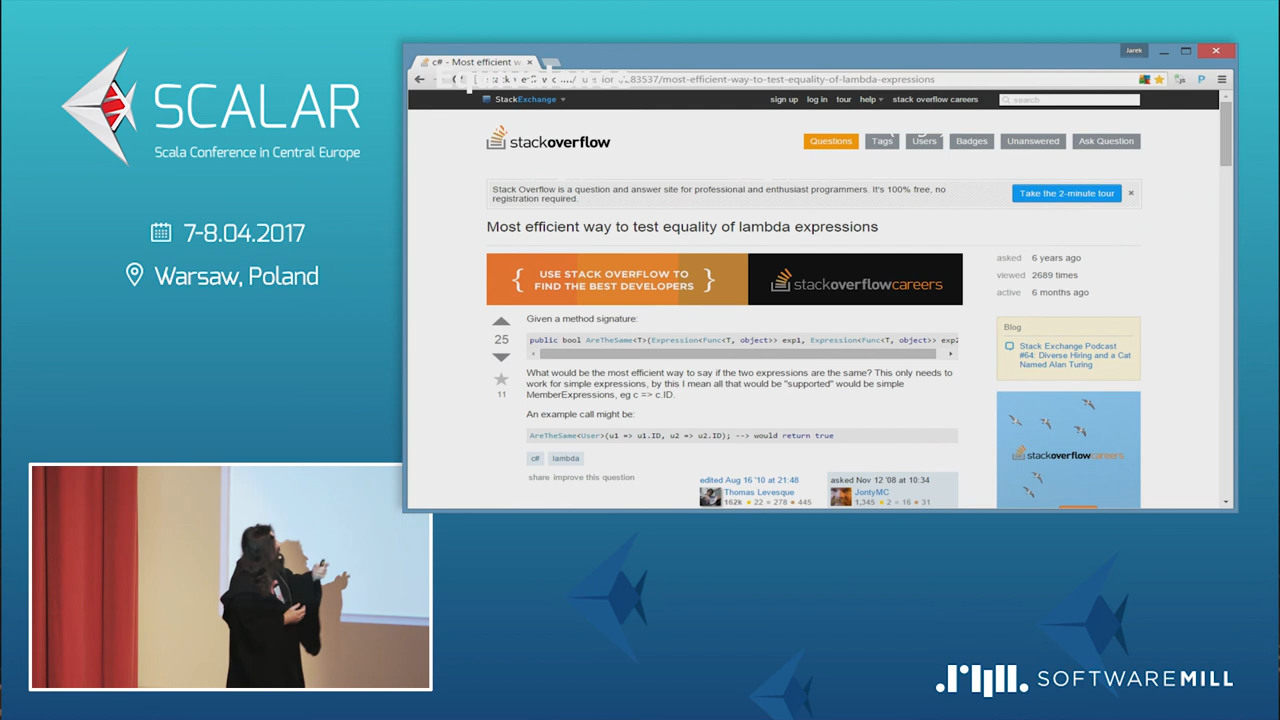 SCALAR
Scala Conference in Central Europe
7-8.04.2017
Warsaw, Poland
Jarek
c# - Most efficient w
83537/most-efficient-way-to-test-equality-of-lambda-expressions
StackExchange
sign up log in tour help stack overflow careers
search
stackoverflow
Questions Tags Users Badges Unanswered Ask Question
Stack Overflow is a question and answer site for professional and enthusiast programmers. It's 100% free, no
registration required.
Take the 2-minute tour
Most efficient way to test equality of lambda expressions
{ USE STACK OVERFLOW TO
FIND THE BEST DEVELOPERS }
stackoverflowcareers
asked 6 years ago
viewed 2689 times
active 6 months ago
25
11
Given a method signature:
public bool AreTheSame<T>(Expression<Func<T, object>> exp1, Expression<Func<T, object>> exp2
What would be the most efficient way to say if the two expressions are the same? This only needs to
work for simple expressions, by this I mean all that would be "supported" would be simple
MemberExpressions, eg c => c.ID.
An example call might be:
AreTheSame<User>(u1 => u1.ID, u2 => u2.ID); --> would return true
c# lambda
share improve this question
edited Aug 16 '10 at 21:48
Thomas Levesque
162k 22 278 445
asked Nov 12 '08 at 10:34
JontyMC
1,345 2 16 31
Blog
Stack Exchange Podcast
#64: Diverse Hiring and a Cat
Named Alan Turing
stackoverflowcareers
SOFTWAREMILL